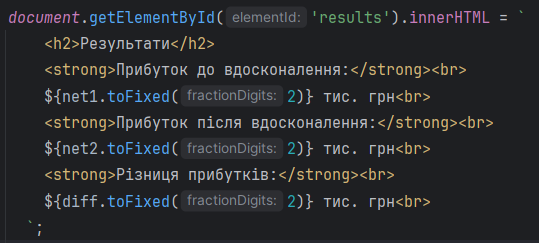 document.getElementById( elementId: 'results').innerHTML = `
<h2>Результати</h2>
<strong>Прибуток до вдосконалення:</strong><br>
${net1.toFixed( fractionDigits: 2)} тис. грн<br>
<strong>Прибуток після вдосконалення:</strong><br>
${net2.toFixed( fractionDigits: 2)} тис. грн<br>
<strong>Різниця прибутків:</strong><br>
${diff.toFixed( fractionDigits: 2)} тис. грн<br>
`;